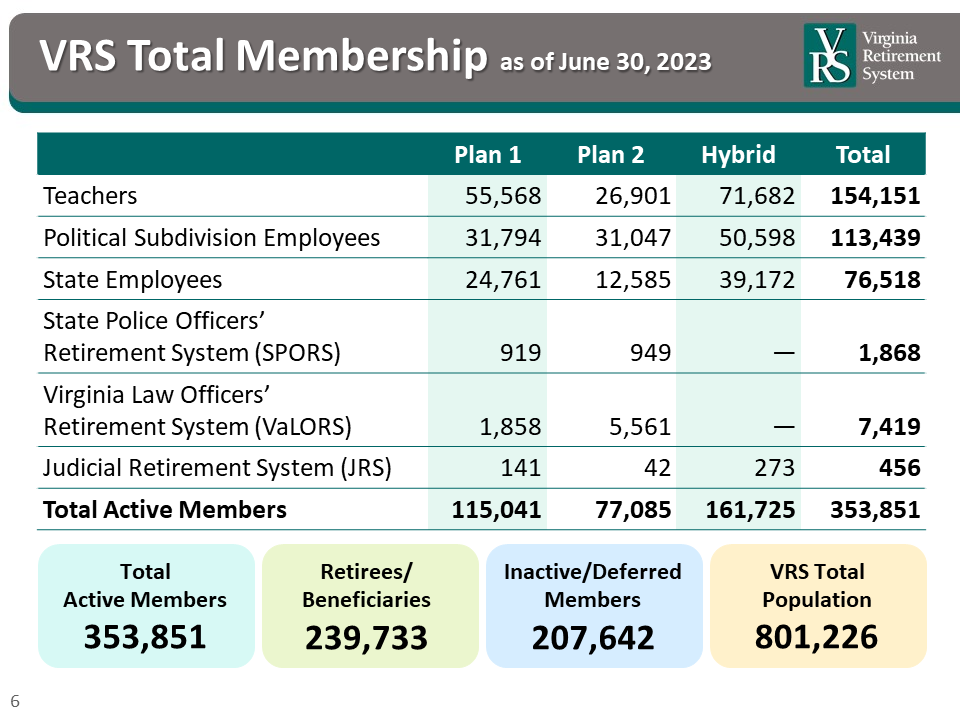 VRS Total Membership as of June 30, 2023
VRS
Virginia
Retirement
System
Plan 1 Plan 2 Hybrid Total
Teachers 55,568 26,901 71,682 154,151
Political Subdivision Employees 31,794 31,047 50,598 113,439
State Employees 24,761 12,585 39,172 76,518
State Police Officers’
Retirement System (SPORS) 919 949 — 1,868
Virginia Law Officers’
Retirement System (VaLORS) 1,858 5,561 — 7,419
Judicial Retirement System (JRS) 141 42 273 456
Total Active Members 115,041 77,085 161,725 353,851
Total
Active Members
353,851
Retirees/
Beneficiaries
239,733
Inactive/Deferred
Members
207,642
VRS Total
Population
801,226
6